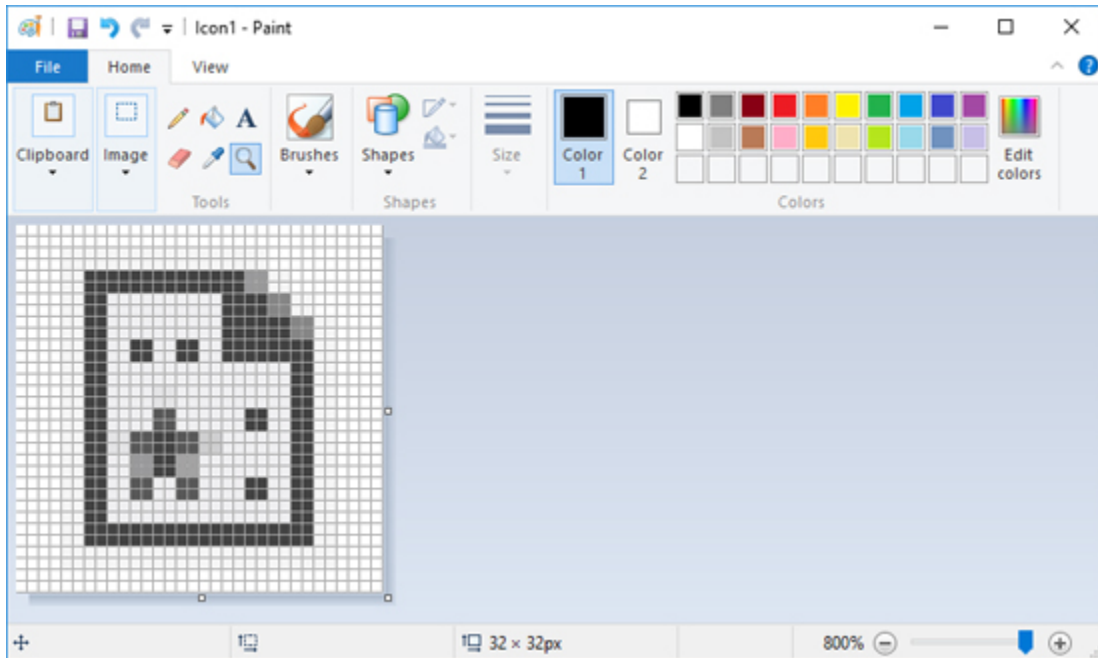 Icon1 - Paint
File Home View
?
Clipboard Image A Brushes Shapes Size Color 1 Color 2 Edit colors
Tools Shapes Colors
32 × 32px 800%